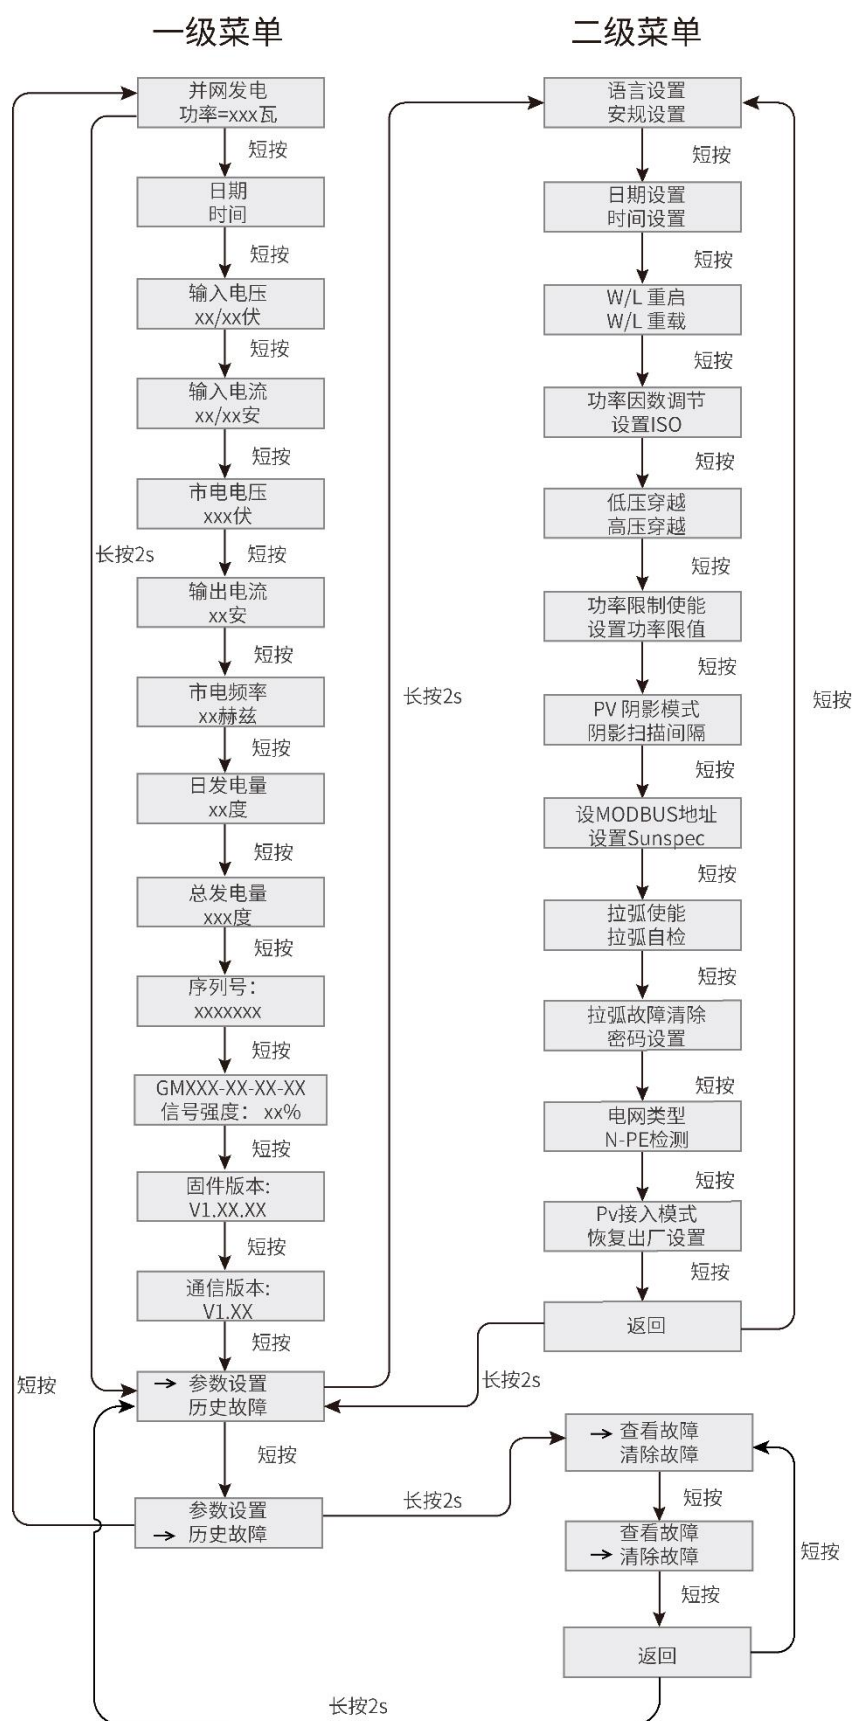 一级菜单
并网发电
功率=xxx瓦
短按
日期
时间
短按
输入电压
xx/xx伏
短按
输入电流
xx/xx安
短按
市电电压
xxx伏
长按2s
短按
输出电流
xx安
短按
市电频率
xx赫兹
短按
日发电量
xx度
短按
总发电量
xxx度
短按
序列号：
xxxxxxx
短按
GMXXX-XX-XX-XX
信号强度： xx%
短按
固件版本:
V1.XX.XX
短按
通信版本:
V1.XX
短按
短按
→ 参数设置
历史故障
短按
参数设置
→ 历史故障
二级菜单
语言设置
安规设置
短按
日期设置
时间设置
短按
W/L 重启
W/L 重载
短按
功率因数调节
设置ISO
短按
低压穿越
高压穿越
短按
功率限制使能
设置功率限值
短按
长按2s
短按
PV 阴影模式
阴影扫描间隔
短按
设MODBUS地址
设置Sunspec
短按
拉弧使能
拉弧自检
短按
拉弧故障清除
密码设置
短按
电网类型
N-PE检测
短按
Pv接入模式
恢复出厂设置
短按
返回
长按2s
→ 查看故障
清除故障
长按2s
短按
查看故障
→ 清除故障
短按
短按
返回
长按2s